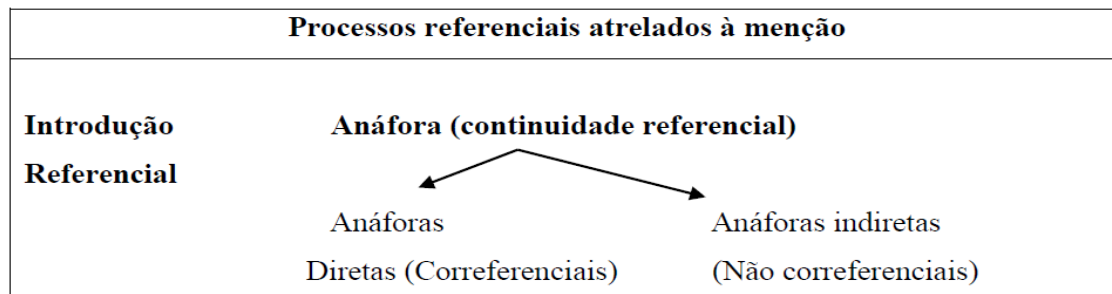 Processos referenciais atrelados à menção
Introdução Anáfora (continuidade referencial)
Referencial
Anáforas Anáforas indiretas
Diretas (Correferenciais) (Não correferenciais)